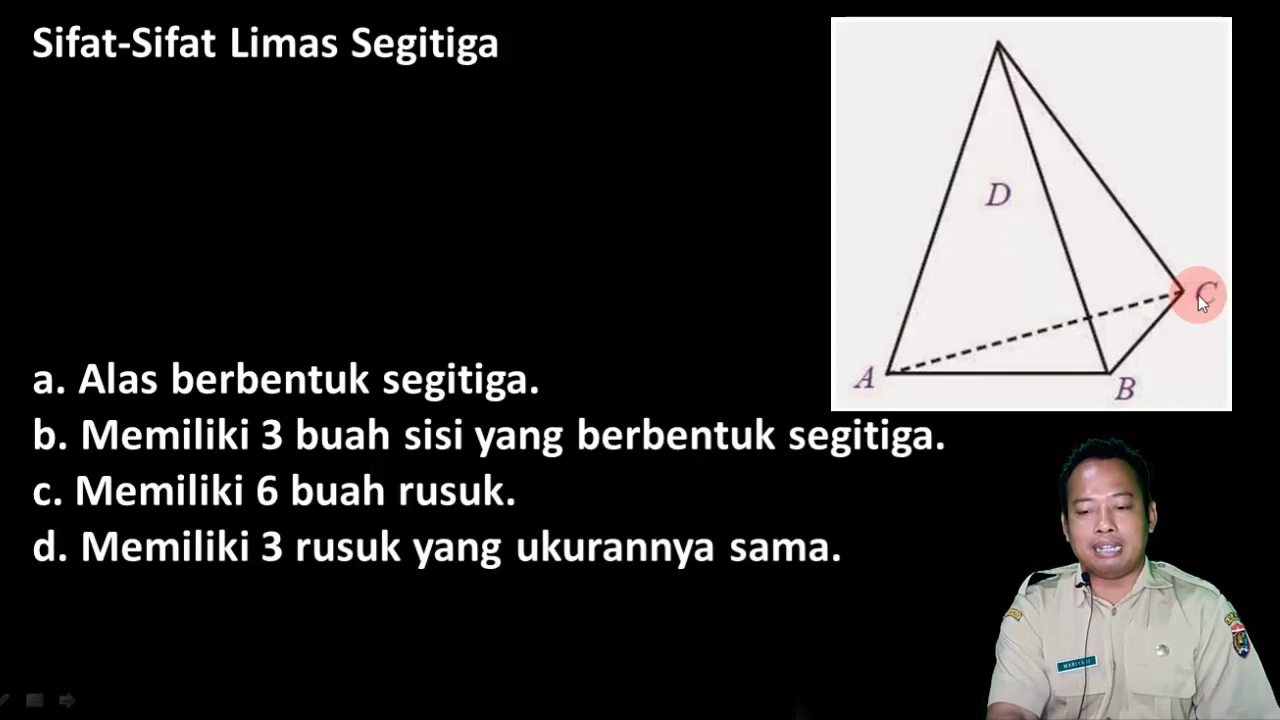 Sifat-Sifat Limas Segitiga
D
C
A
B
a. Alas berbentuk segitiga.
b. Memiliki 3 buah sisi yang berbentuk segitiga.
c. Memiliki 6 buah rusuk.
d. Memiliki 3 rusuk yang ukurannya sama.